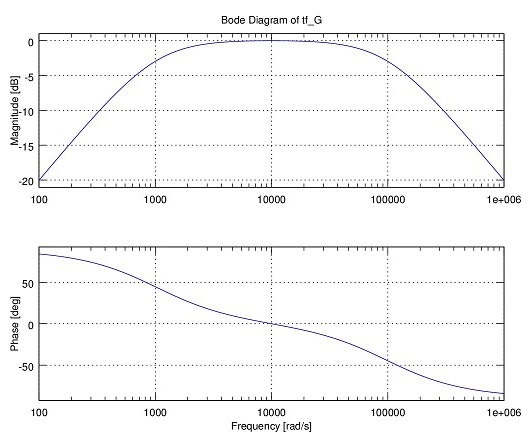 Bode Diagram of tf_G
0
-5
-10
-15
-20
Magnitude [dB]
100 1000 10000 100000 1e+006
50
0
-50
Phase [deg]
100 1000 10000 100000 1e+006
Frequency [rad/s]